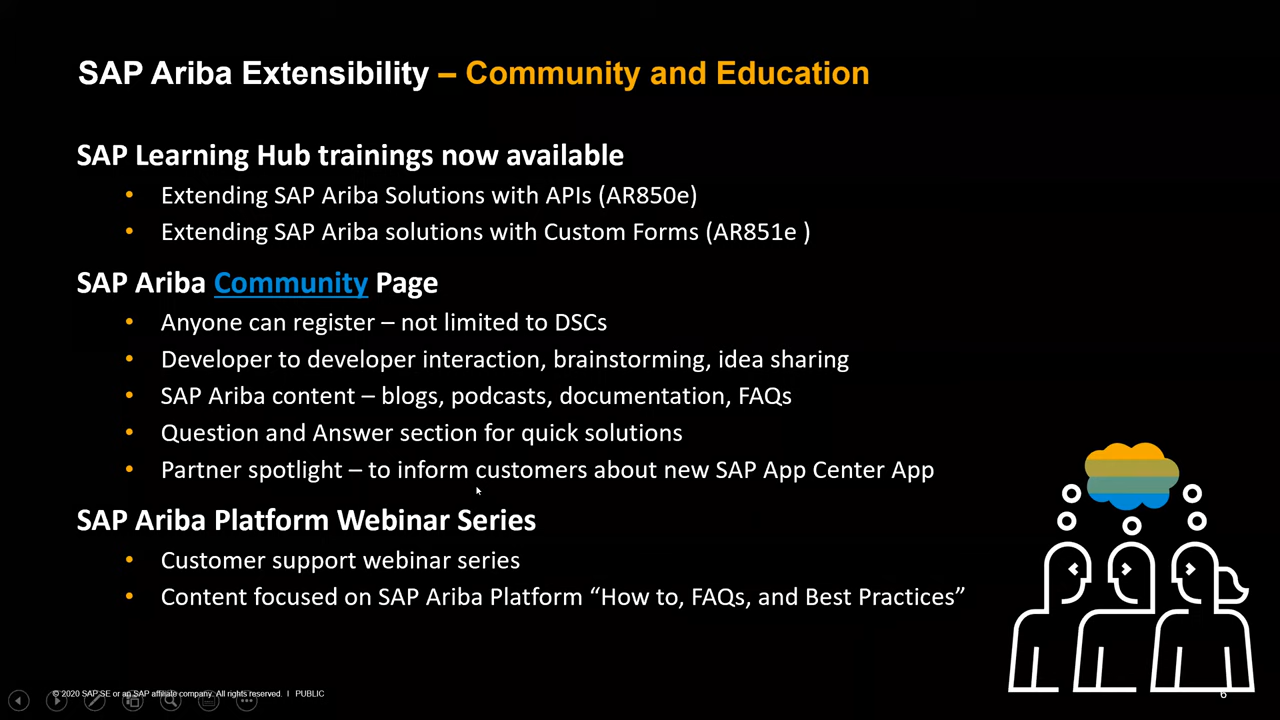 SAP Ariba Extensibility – Community and Education
SAP Learning Hub trainings now available
• Extending SAP Ariba Solutions with APIs (AR850e)
• Extending SAP Ariba solutions with Custom Forms (AR851e )
SAP Ariba Community Page
• Anyone can register – not limited to DSCs
• Developer to developer interaction, brainstorming, idea sharing
• SAP Ariba content – blogs, podcasts, documentation, FAQs
• Question and Answer section for quick solutions
• Partner spotlight – to inform customers about new SAP App Center App
SAP Ariba Platform Webinar Series
• Customer support webinar series
• Content focused on SAP Ariba Platform “How to, FAQs, and Best Practices”
© 2020 SAP SE or an SAP affiliate company. All rights reserved. I PUBLIC
6